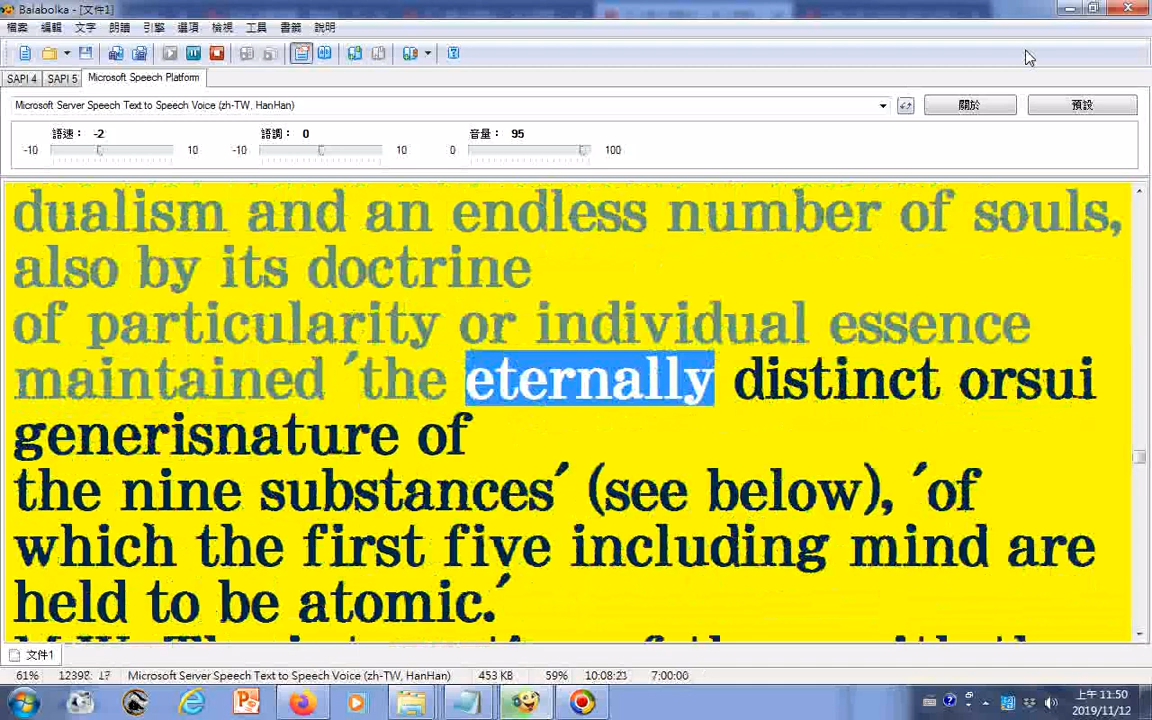 Balabolka - [文件1]
檔案 編輯 文字 朗讀 引擎 選項 檢視 工具 書籤 說明
SAPI 4 SAPI 5 Microsoft Speech Platform
Microsoft Server Speech Text to Speech Voice (zh-TW, HanHan) 關於 預設
語速： -2 語調： 0 音量： 95
-10 10 -10 10 0 100
dualism and an endless number of souls,
also by its doctrine
of particularity or individual essence
maintained ´the eternally distinct orsui
generisnature of
the nine substances´ (see below), ´of
which the first five including mind are
held to be atomic.´
文件1
61% 12398: 17 Microsoft Server Speech Text to Speech Voice (zh-TW, HanHan) 453 KB 59% 10:08:21 7:00:00
上午 11:50
2019/11/12